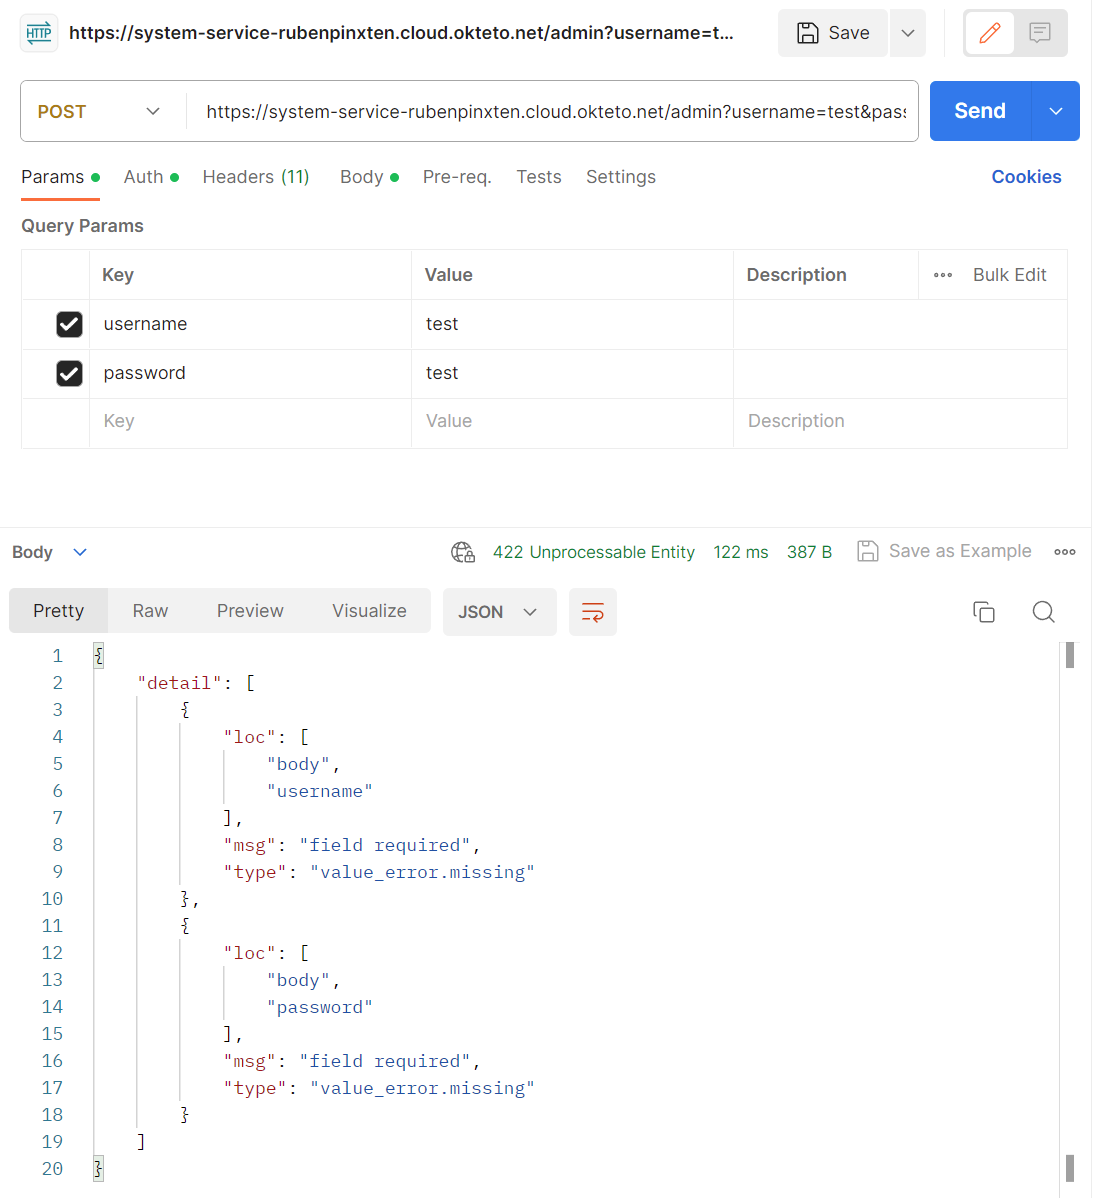 HTTP https://system-service-rubenpinxten.cloud.okteto.net/admin?username=t... Save
POST https://system-service-rubenpinxten.cloud.okteto.net/admin?username=test&pass Send
Params Auth Headers (11) Body Pre-req. Tests Settings Cookies
Query Params
Key Value Description Bulk Edit
username test
password test
Key Value Description
Body 422 Unprocessable Entity 122 ms 387 B Save as Example
Pretty Raw Preview Visualize JSON
1 {
2 "detail": [
3 {
4 "loc": [
5 "body",
6 "username"
7 ],
8 "msg": "field required",
9 "type": "value_error.missing"
10 },
11 {
12 "loc": [
13 "body",
14 "password"
15 ],
16 "msg": "field required",
17 "type": "value_error.missing"
18 }
19 ]
20 }